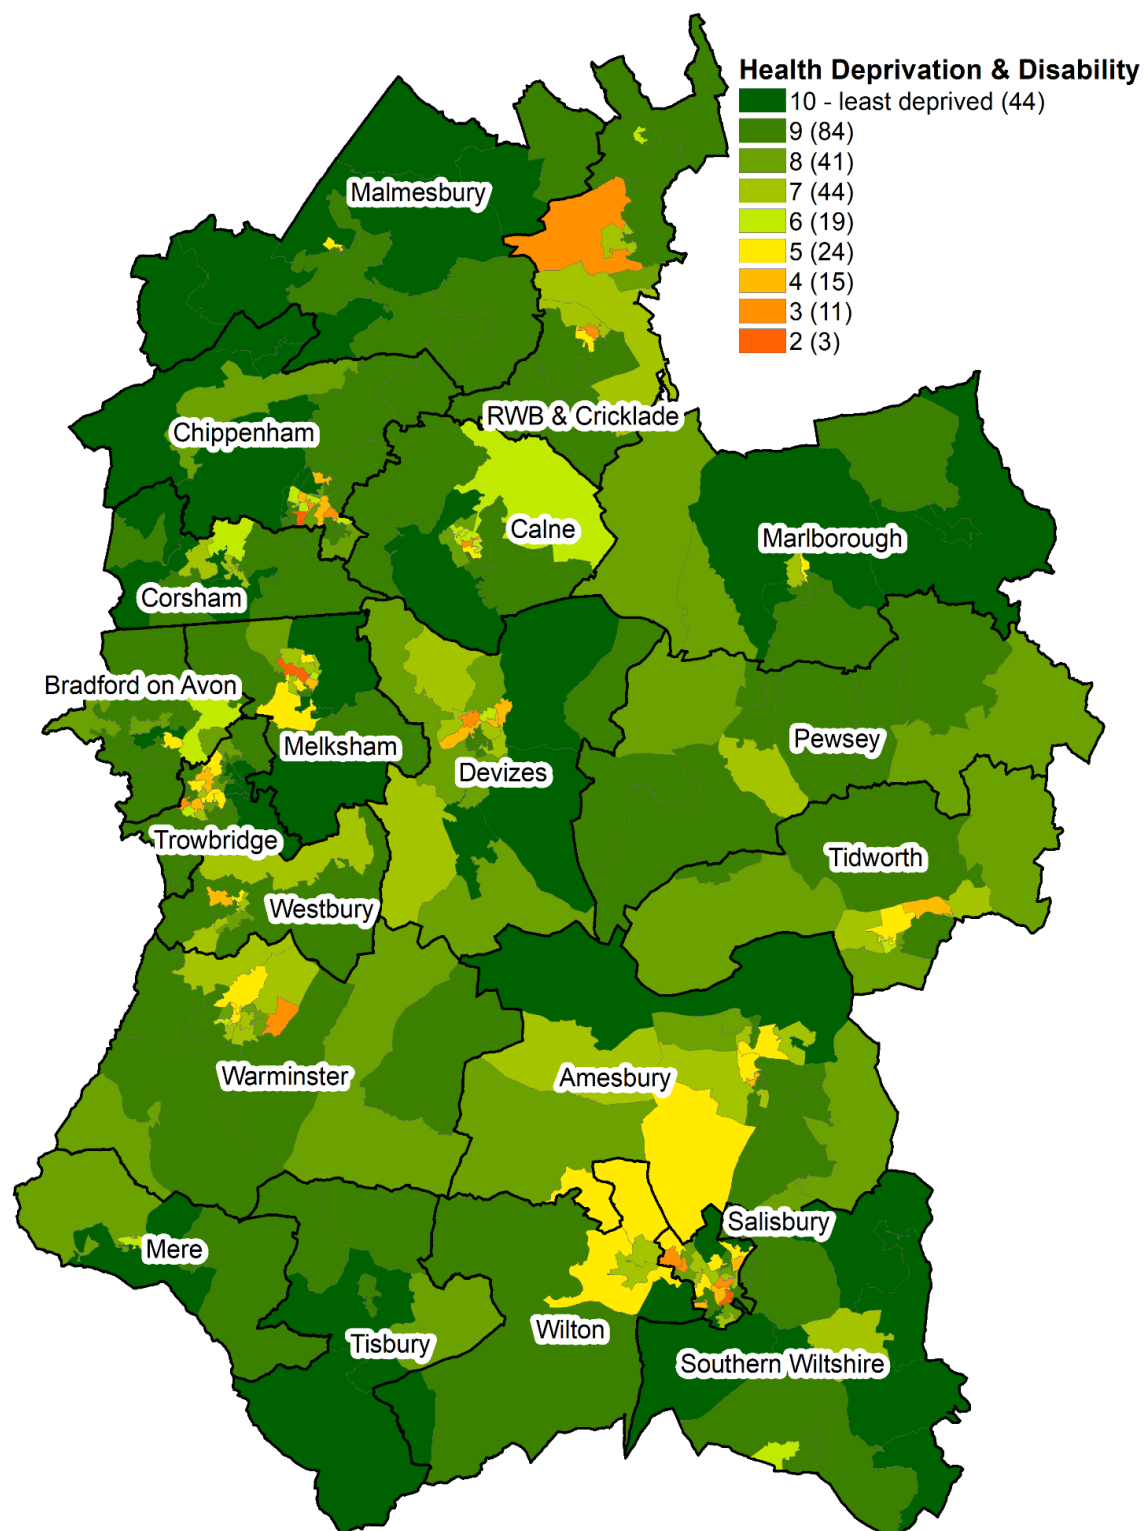 Health Deprivation & Disability
10 - least deprived (44)
9 (84)
8 (41)
7 (44)
6 (19)
5 (24)
4 (15)
3 (11)
2 (3)
Malmesbury
RWB & Cricklade
Chippenham
Calne
Marlborough
Corsham
Bradford on Avon
Melksham
Pewsey
Devizes
Trowbridge
Tidworth
Westbury
Warminster
Amesbury
Salisbury
Mere
Wilton
Tisbury
Southern Wiltshire